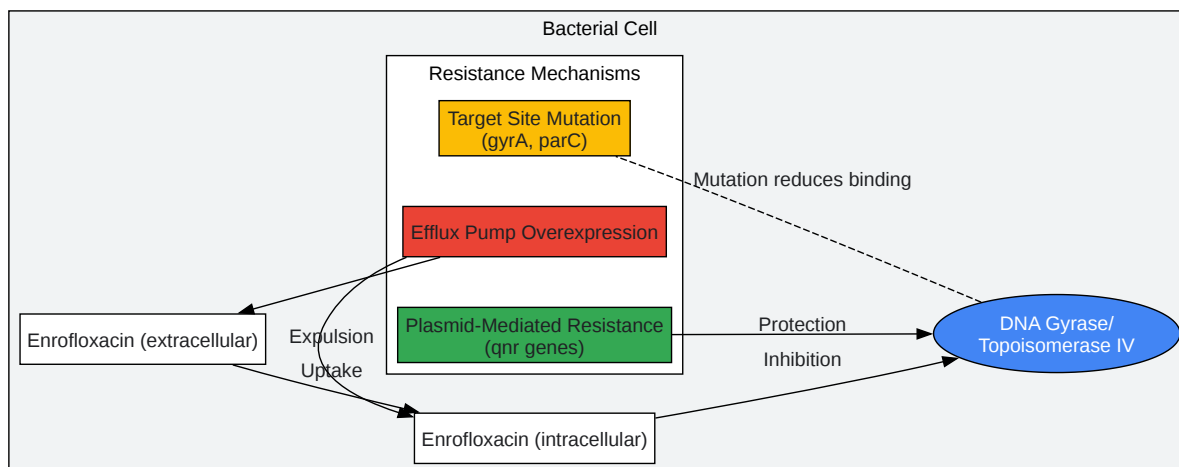 Bacterial Cell
Resistance Mechanisms
Target Site Mutation
(gyrA, parC)
Mutation reduces binding
Efflux Pump Overexpression
Enrofloxacin (extracellular)
Expulsion
Uptake
Plasmid-Mediated Resistance
(qnr genes)
Protection
Inhibition
DNA Gyrase/
Topoisomerase IV
Enrofloxacin (intracellular)